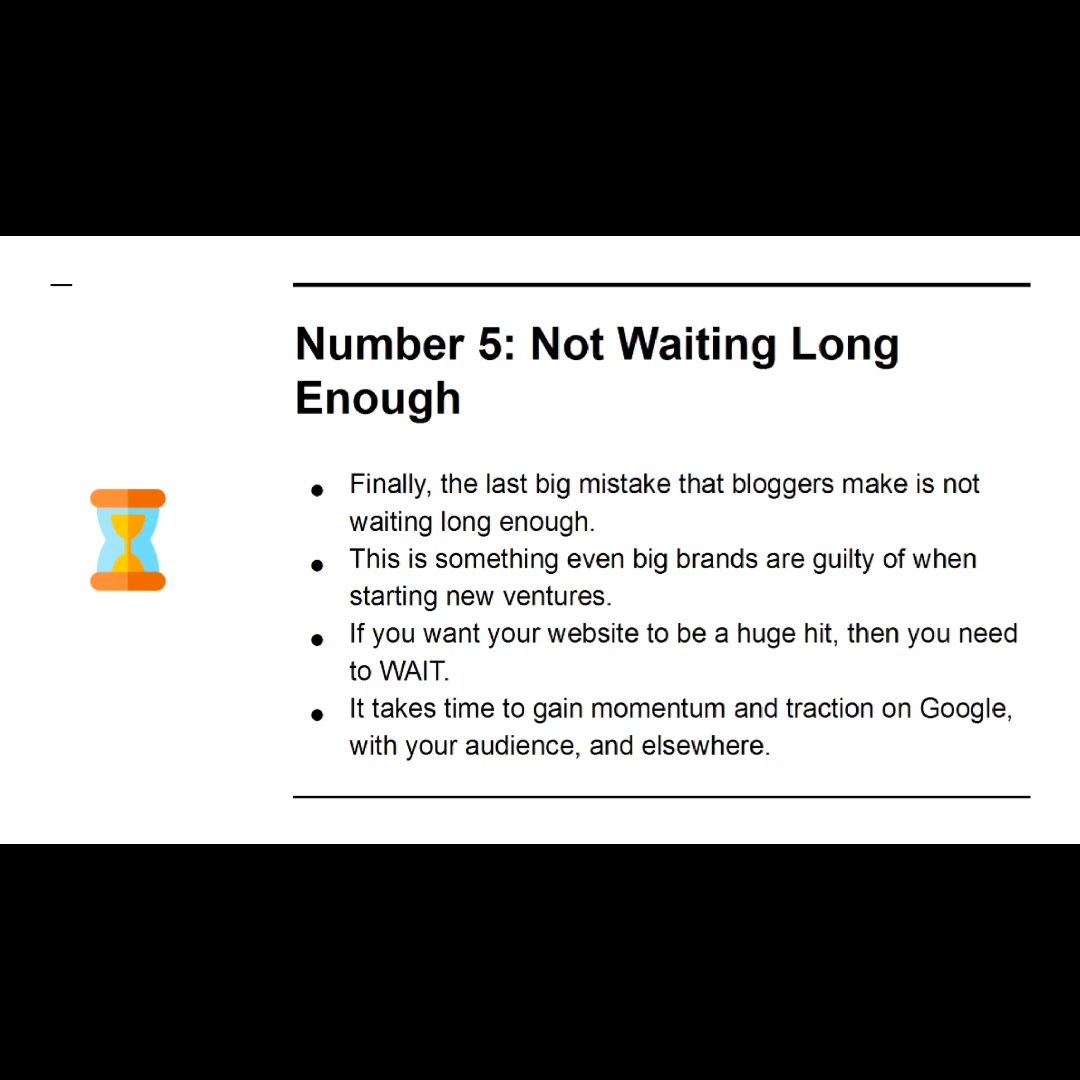 Number 5: Not Waiting Long
Enough
● Finally, the last big mistake that bloggers make is not
waiting long enough.
● This is something even big brands are guilty of when
starting new ventures.
● If you want your website to be a huge hit, then you need
to WAIT.
● It takes time to gain momentum and traction on Google,
with your audience, and elsewhere.